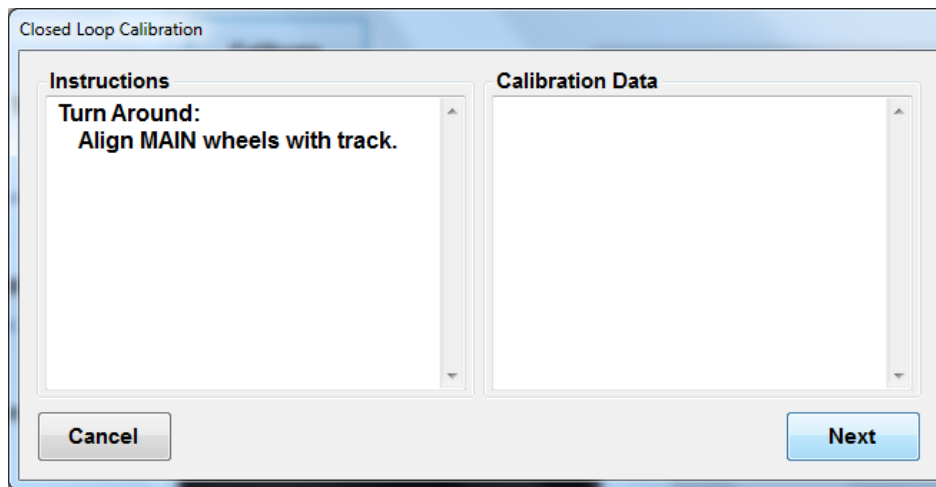 Closed Loop Calibration
Instructions
Turn Around:
Align MAIN wheels with track.
Calibration Data
Cancel
Next